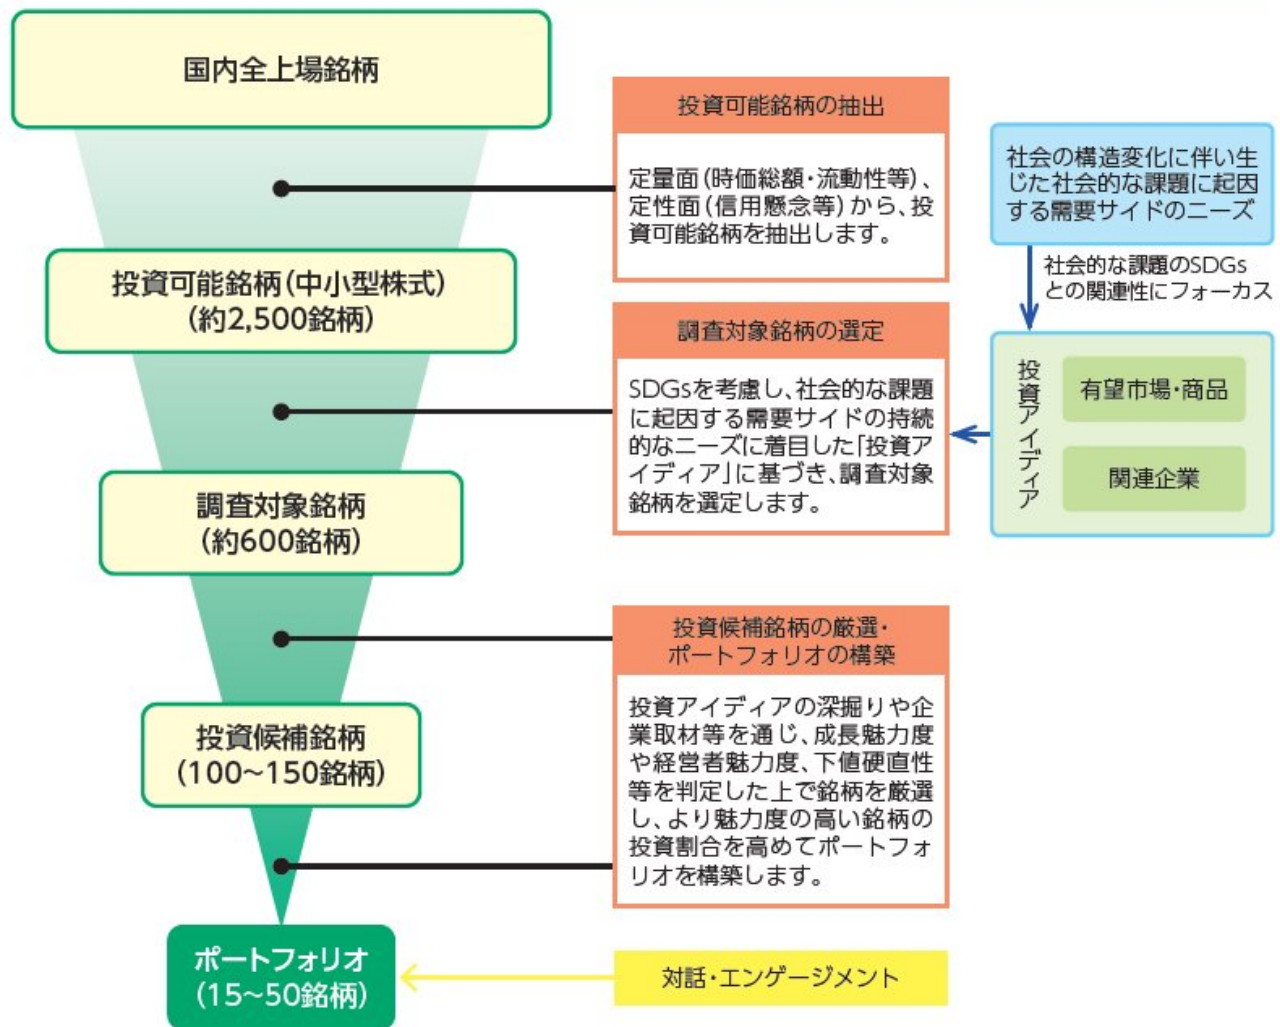 国内全上場銘柄
投資可能銘柄の抽出
定量面(時価総額・流動性等)、
定性面(信用懸念等)から、投
資可能銘柄を抽出します。
社会の構造変化に伴い生
じた社会的な課題に起因
する需要サイドのニーズ
社会的な課題のSDGs
との関連性にフォーカス
投資可能銘柄(中小型株式)
(約2,500銘柄)
調査対象銘柄の選定
SDGsを考慮し、社会的な課題
に起因する需要サイドの持続
的なニーズに着目した「投資ア
イディア」に基づき、調査対象
銘柄を選定します。
投資アイディア
有望市場・商品
関連企業
調査対象銘柄
(約600銘柄)
投資候補銘柄の厳選・
ポートフォリオの構築
投資アイディアの深掘りや企
業取材等を通じ、成長魅力度
や経営者魅力度、下値硬直性
等を判定した上で銘柄を厳選
し、より魅力度の高い銘柄の
投資割合を高めてポートフォ
リオを構築します。
投資候補銘柄
(100~150銘柄)
ポートフォリオ
(15~50銘柄)
対話・エンゲージメント